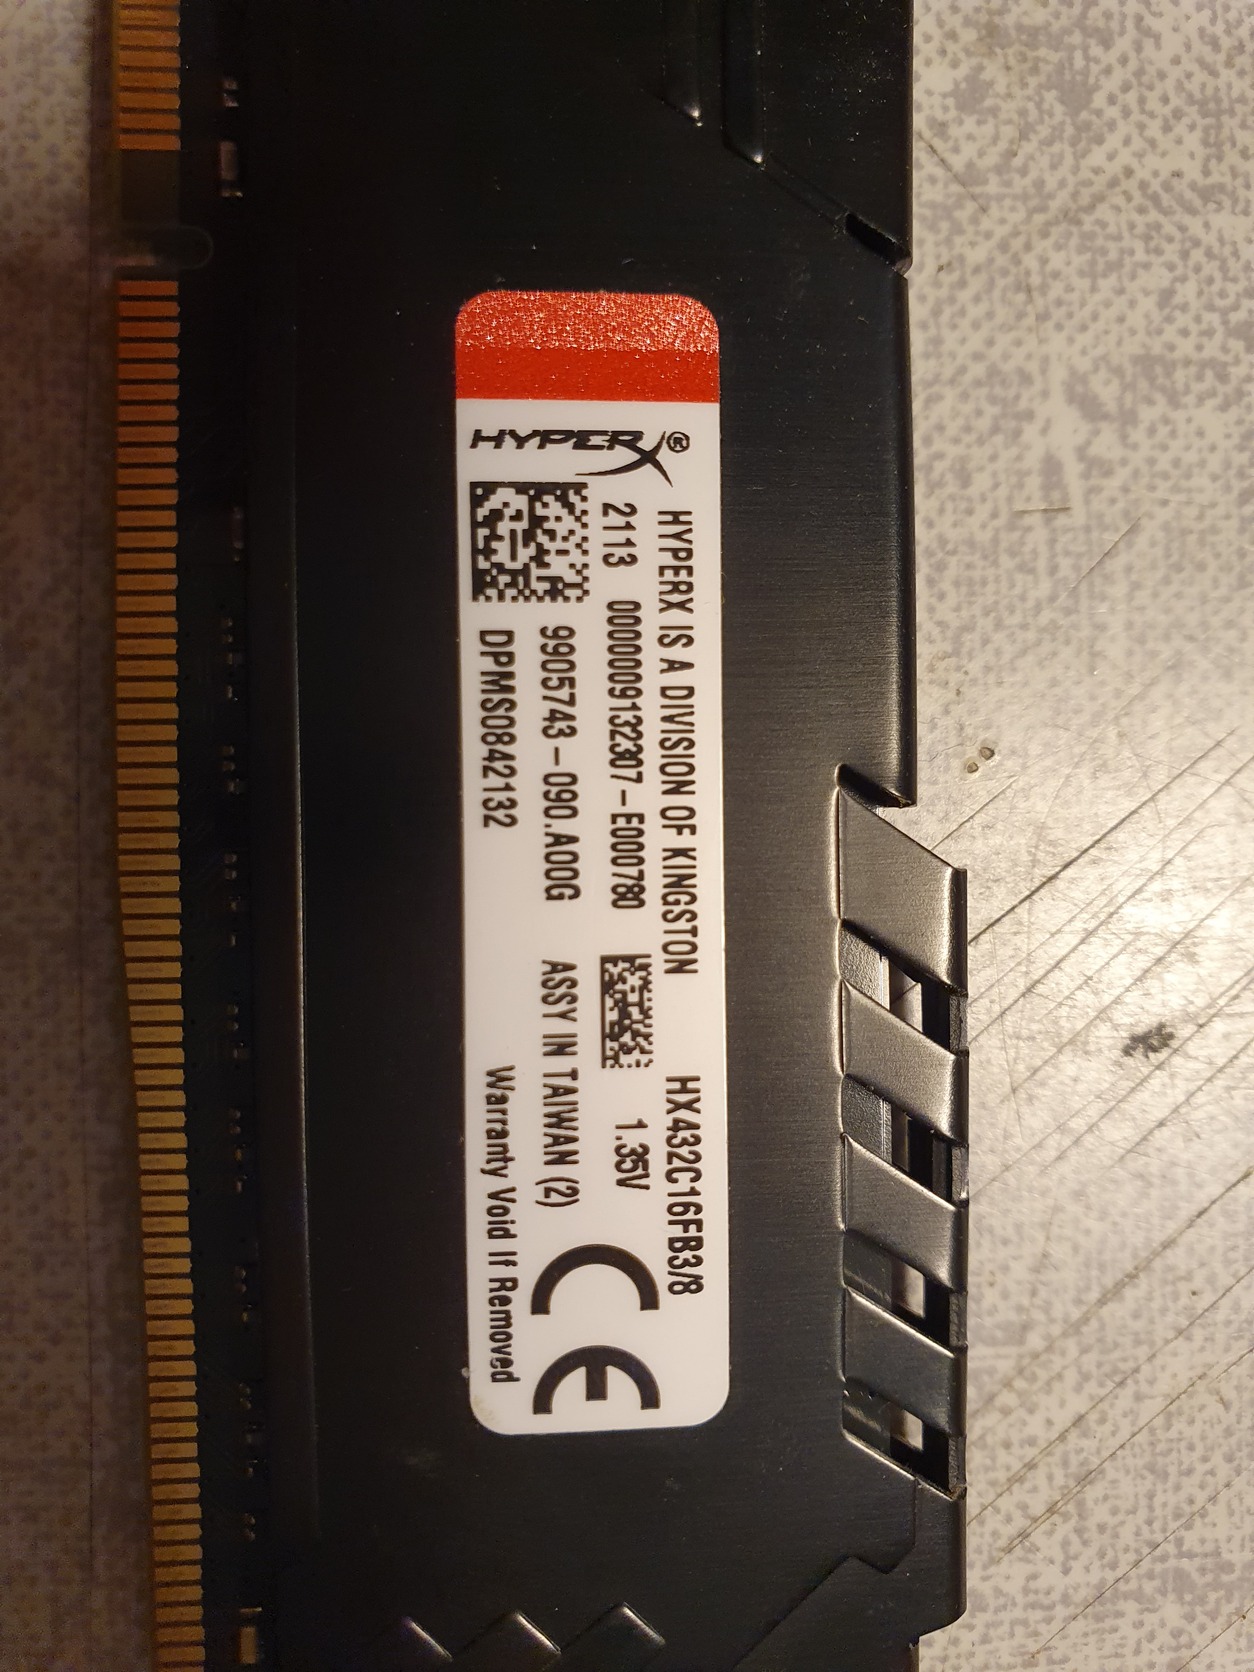 HYPERX®
HYPERX IS A DIVISION OF KINGSTON HX432C16FB3/8
2113 0000009132307-E000780 1.35V
9905743-090.A00G ASSY IN TAIWAN (2)
DPMS0842132 Warranty Void If Removed
CE